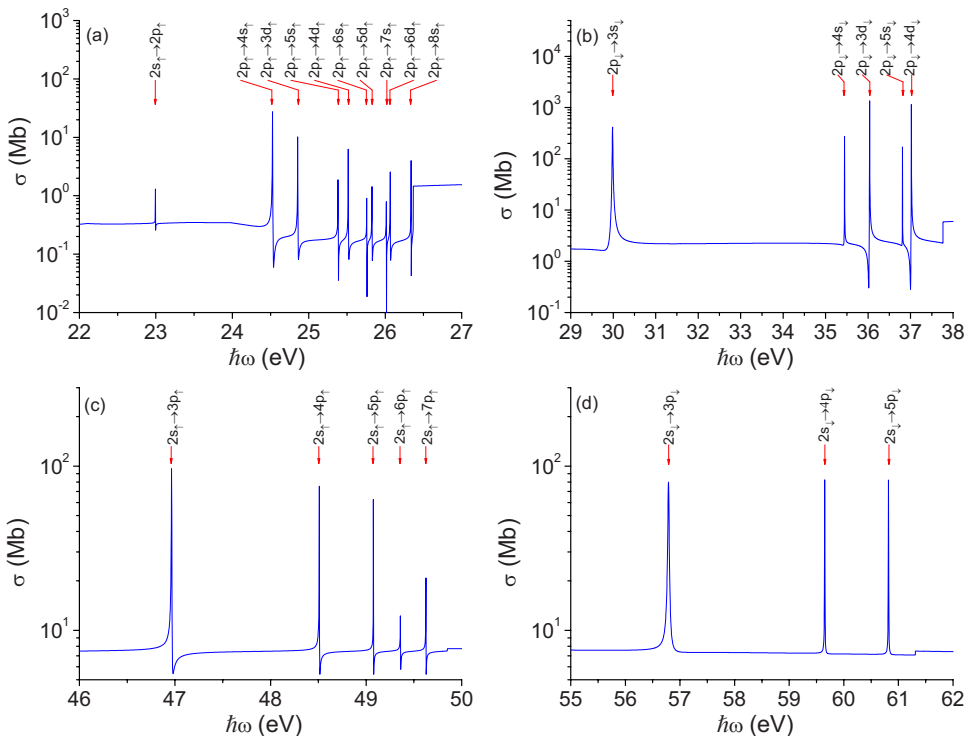 (a)
2s↑→2p↑
2p↑→4s↑
2p↑→3d↑
2p↑→5s↑
2p↑→4d↑
2p↑→6s↑
2p↑→5d↑
2p↑→7s↑
2p↑→6d↑
2p↑→8s↑
10³
10²
10¹
10⁰
10⁻¹
10⁻²
σ (Mb)
22 23 24 25 26 27
ħω (eV)
(b)
2p↓→3s↓
2p↓→4s↓
2p↓→3d↓
2p↓→5s↓
2p↓→4d↓
10⁴
10³
10²
10¹
10⁰
10⁻¹
σ (Mb)
29 30 31 32 33 34 35 36 37 38
ħω (eV)
(c)
2s↑→3p↑
2s↑→4p↑
2s↑→5p↑
2s↑→6p↑
2s↑→7p↑
10²
10¹
σ (Mb)
46 47 48 49 50
ħω (eV)
(d)
2s↓→3p↓
2s↓→4p↓
2s↓→5p↓
10²
10¹
σ (Mb)
55 56 57 58 59 60 61 62
ħω (eV)